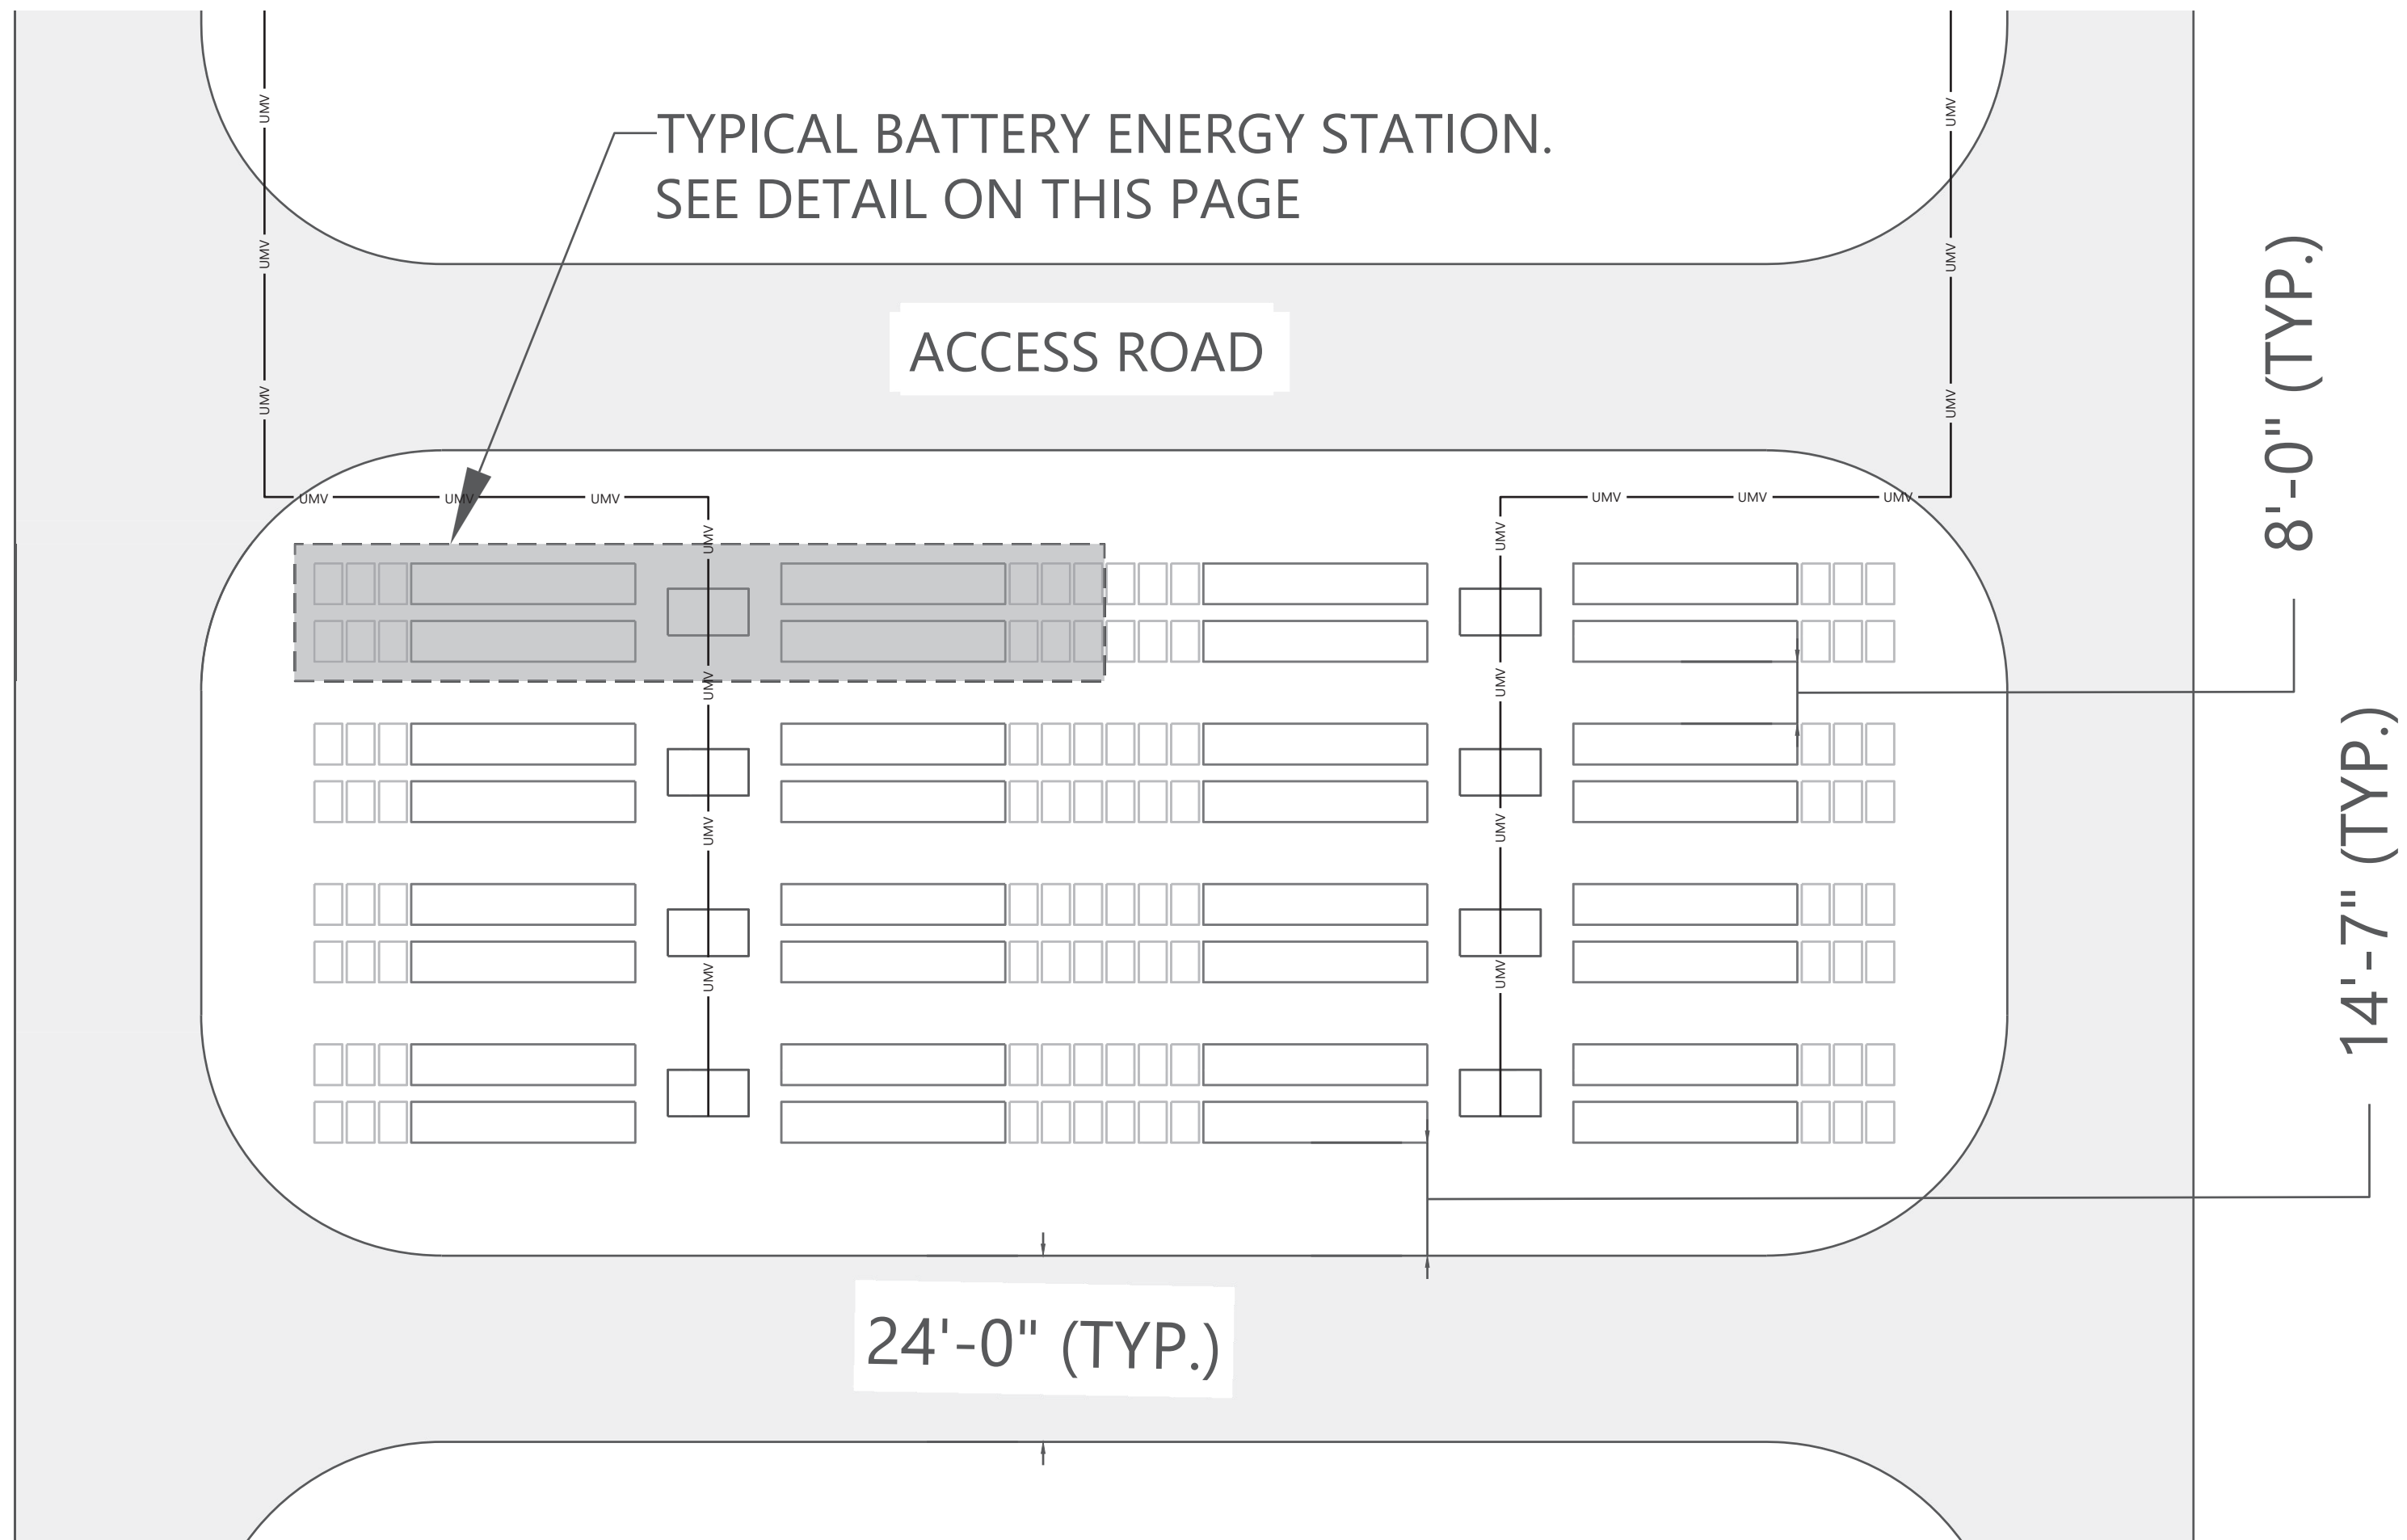 UMV
UMV
TYPICAL BATTERY ENERGY STATION.
SEE DETAIL ON THIS PAGE
UMV
UMV
ACCESS ROAD
UMV
UMV
8'-0" (TYP.)
UMV UMV UMV
UMV UMV UMV
UMV
UMV
UMV
UMV
14'-7" (TYP.)
UMV
UMV
UMV
UMV
24'-0" (TYP.)